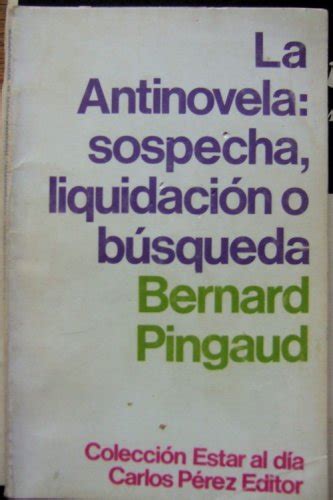 La
Antinovela:
sospecha,
liquidación o
búsqueda
Bernard
Pingaud
Colección Estar al día
Carlos Pérez Editor